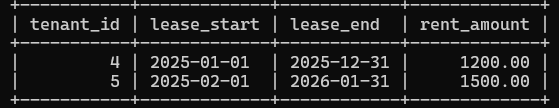 +-----------+-------------+------------+-------------+
| tenant_id | lease_start | lease_end  | rent_amount |
+-----------+-------------+------------+-------------+
|         4 | 2025-01-01  | 2025-12-31 |     1200.00 |
|         5 | 2025-02-01  | 2026-01-31 |     1500.00 |
+-----------+-------------+------------+-------------+